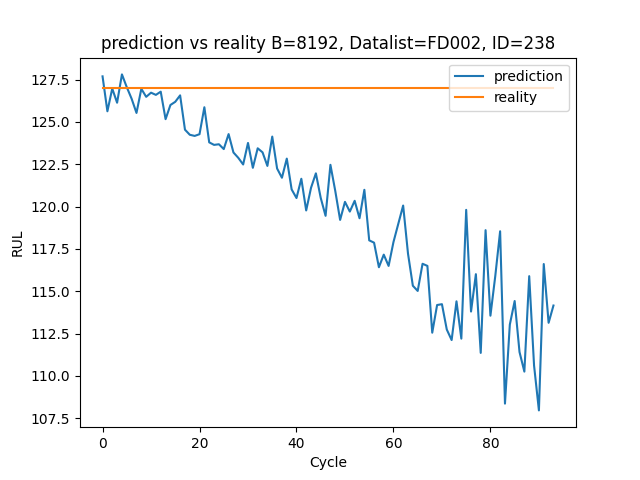 prediction vs reality B=8192, Datalist=FD002, ID=238
prediction
reality
127.5
125.0
122.5
120.0
117.5
115.0
112.5
110.0
107.5
RUL
0 20 40 60 80
Cycle